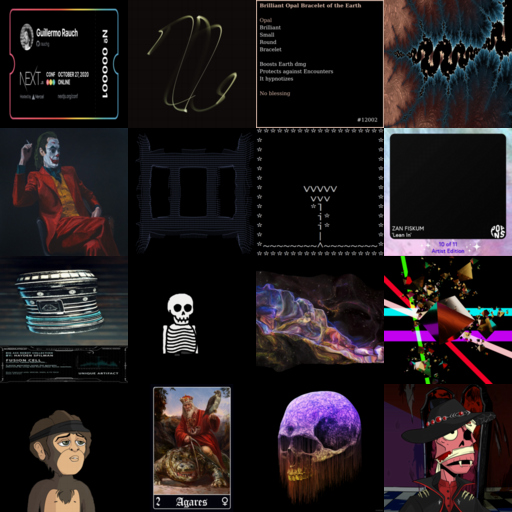 Guillermo Rauch
NEXT
CONF
OCTOBER 27, 2020
ONLINE
Nº 000001
Brilliant Opal Bracelet of the Earth
Opal
Brilliant
Small
Round
Bracelet
Boosts Earth dmg
Protects against Encounters
It hypnotizes
No blessing
#12002
ZAN FISKUM
'Lean In'
10 of 11
Artist Edition
FUSION CELL
UNIQUE ARTIFACT
Agares